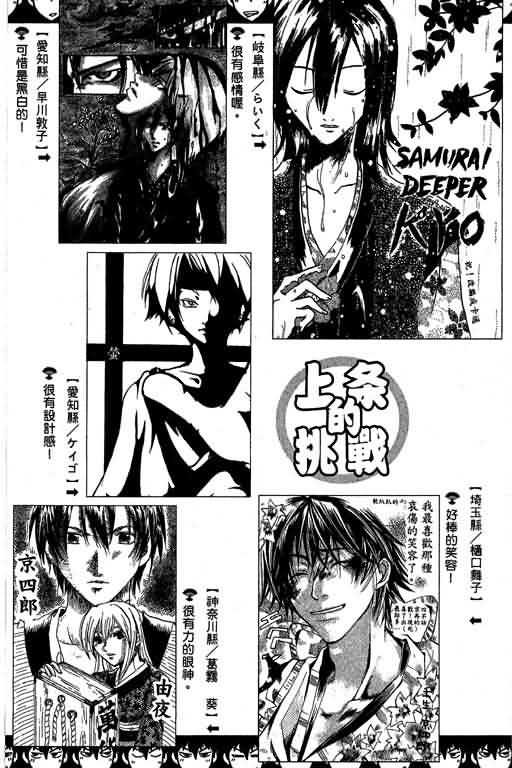 【岐阜縣／らいく】
很有感情喔。
SAMURAI
DEEPER
KYO
【愛知縣／早川敦子】
可惜是黑白的！
螢
【愛知縣／ケイゴ】
很有設計感！
上条
的
挑戰
【埼玉縣／樋口舞子】
好棒的笑容！
我最喜歡那種
哀傷的笑容了。
【神奈川縣／葛霧 葵】
很有力的眼神。
京四郎
由夜
萬